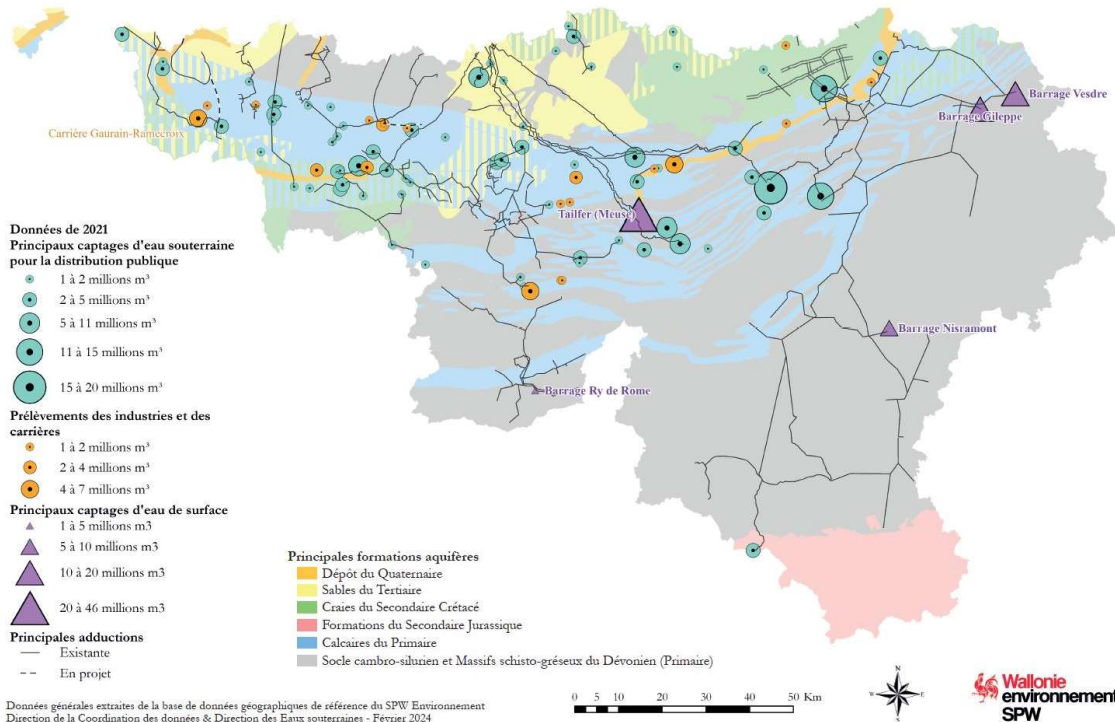 Barrage Vesdre
Barrage Gileppe
Carrière Gaurain-Ramecroix
Tailfer (Meuse)
Barrage Nisramont
Barrage Ry de Rome
Données de 2021
Principaux captages d'eau souterraine
pour la distribution publique
1 à 2 millions m³
2 à 5 millions m³
5 à 11 millions m³
11 à 15 millions m³
15 à 20 millions m³
Prélèvements des industries et des
carrières
1 à 2 millions m³
2 à 4 millions m³
4 à 7 millions m³
Principaux captages d'eau de surface
1 à 5 millions m3
5 à 10 millions m3
10 à 20 millions m3
20 à 46 millions m3
Principales adductions
Existante
En projet
Principales formations aquifères
Dépôt du Quaternaire
Sables du Tertiaire
Craies du Secondaire Crétacé
Formations du Secondaire Jurassique
Calcaires du Primaire
Socle cambro-silurien et Massifs schisto-gréseux du Dévonien (Primaire)
0 5 10 20 30 40 50 Km
N
W E
S
Wallonie
environnement
SPW
Données générales extraites de la base de données géographiques de référence du SPW Environnement
Direction de la Coordination des données & Direction des Eaux souterraines - Février 2024